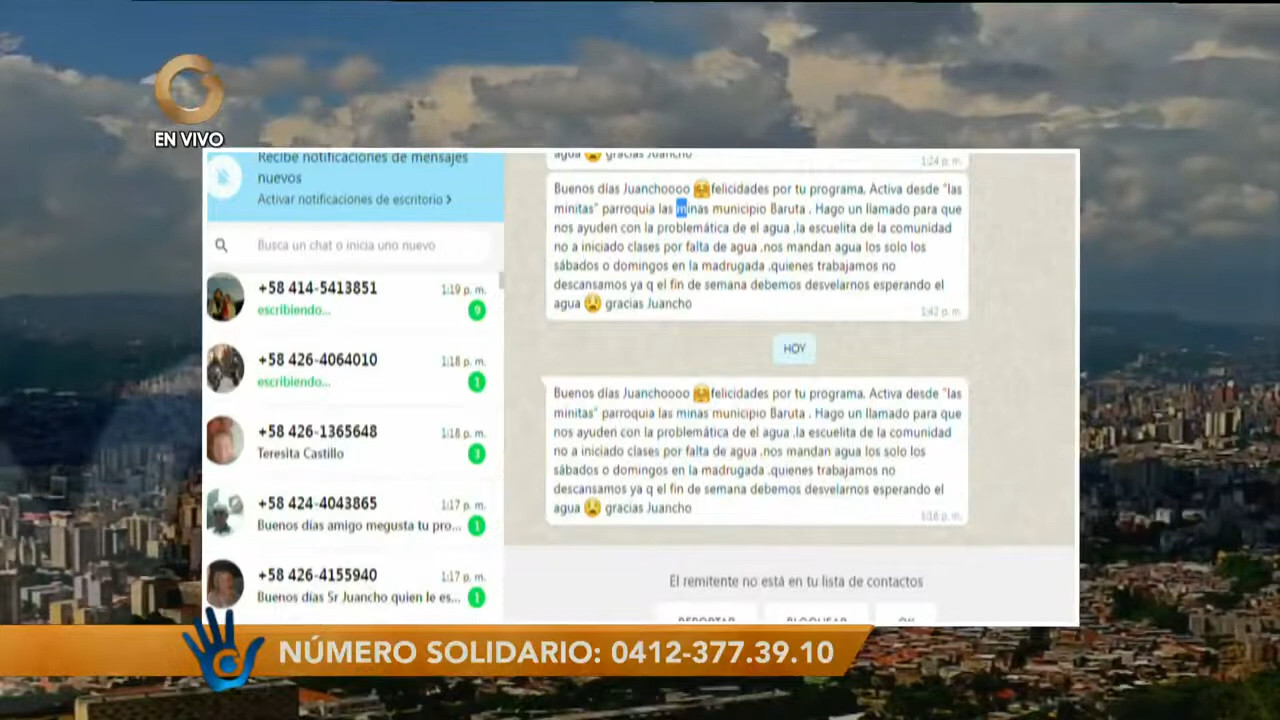 EN VIVO
Recibe notificaciones de mensajes
nuevos
Activar notificaciones de escritorio >
Busca un chat o inicia uno nuevo
+58 414-5413851 1:19 p. m.
escribiendo... 9
+58 426-4064010 1:18 p. m.
escribiendo... 1
+58 426-1365648 1:18 p. m.
Teresita Castillo 3
+58 424-4043865 1:17 p. m.
Buenos días amigo megusta tu pro... 1
+58 426-4155940 1:17 p. m.
Buenos días Sr Juancho quien le es... 1
agua 😧 gracias Juancho 1:24 p. m.
Buenos días Juanchoooo 🤗felicidades por tu programa. Activa desde "las
minitas" parroquia las minas municipio Baruta . Hago un llamado para que
nos ayuden con la problemática de el agua ,la escuelita de la comunidad
no a iniciado clases por falta de agua .nos mandan agua los solo los
sábados o domingos en la madrugada .quienes trabajamos no
descansamos ya q el fin de semana debemos desvelarnos esperando el
agua 😧 gracias Juancho
1:42 p. m.
HOY
Buenos días Juanchoooo 🤗felicidades por tu programa. Activa desde "las
minitas" parroquia las minas municipio Baruta . Hago un llamado para que
nos ayuden con la problemática de el agua ,la escuelita de la comunidad
no a iniciado clases por falta de agua .nos mandan agua los solo los
sábados o domingos en la madrugada .quienes trabajamos no
descansamos ya q el fin de semana debemos desvelarnos esperando el
agua 😧 gracias Juancho
1:16 p. m.
El remitente no está en tu lista de contactos
REPORTAR BLOQUEAR OK
NÚMERO SOLIDARIO: 0412-377.39.10